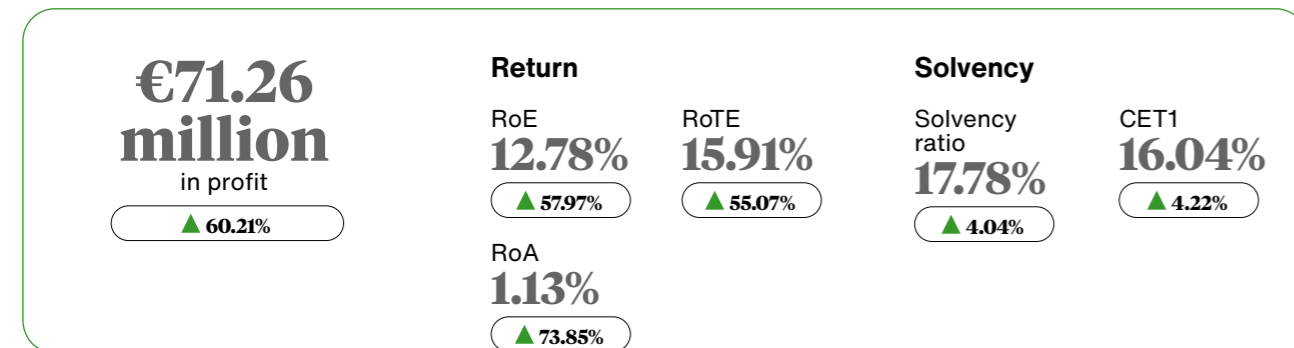 €71.26
million
in profit
▲ 60.21%
Return
RoE
12.78%
▲ 57.97%
RoTE
15.91%
▲ 55.07%
RoA
1.13%
▲ 73.85%
Solvency
Solvency
ratio
17.78%
▲ 4.04%
CET1
16.04%
▲ 4.22%